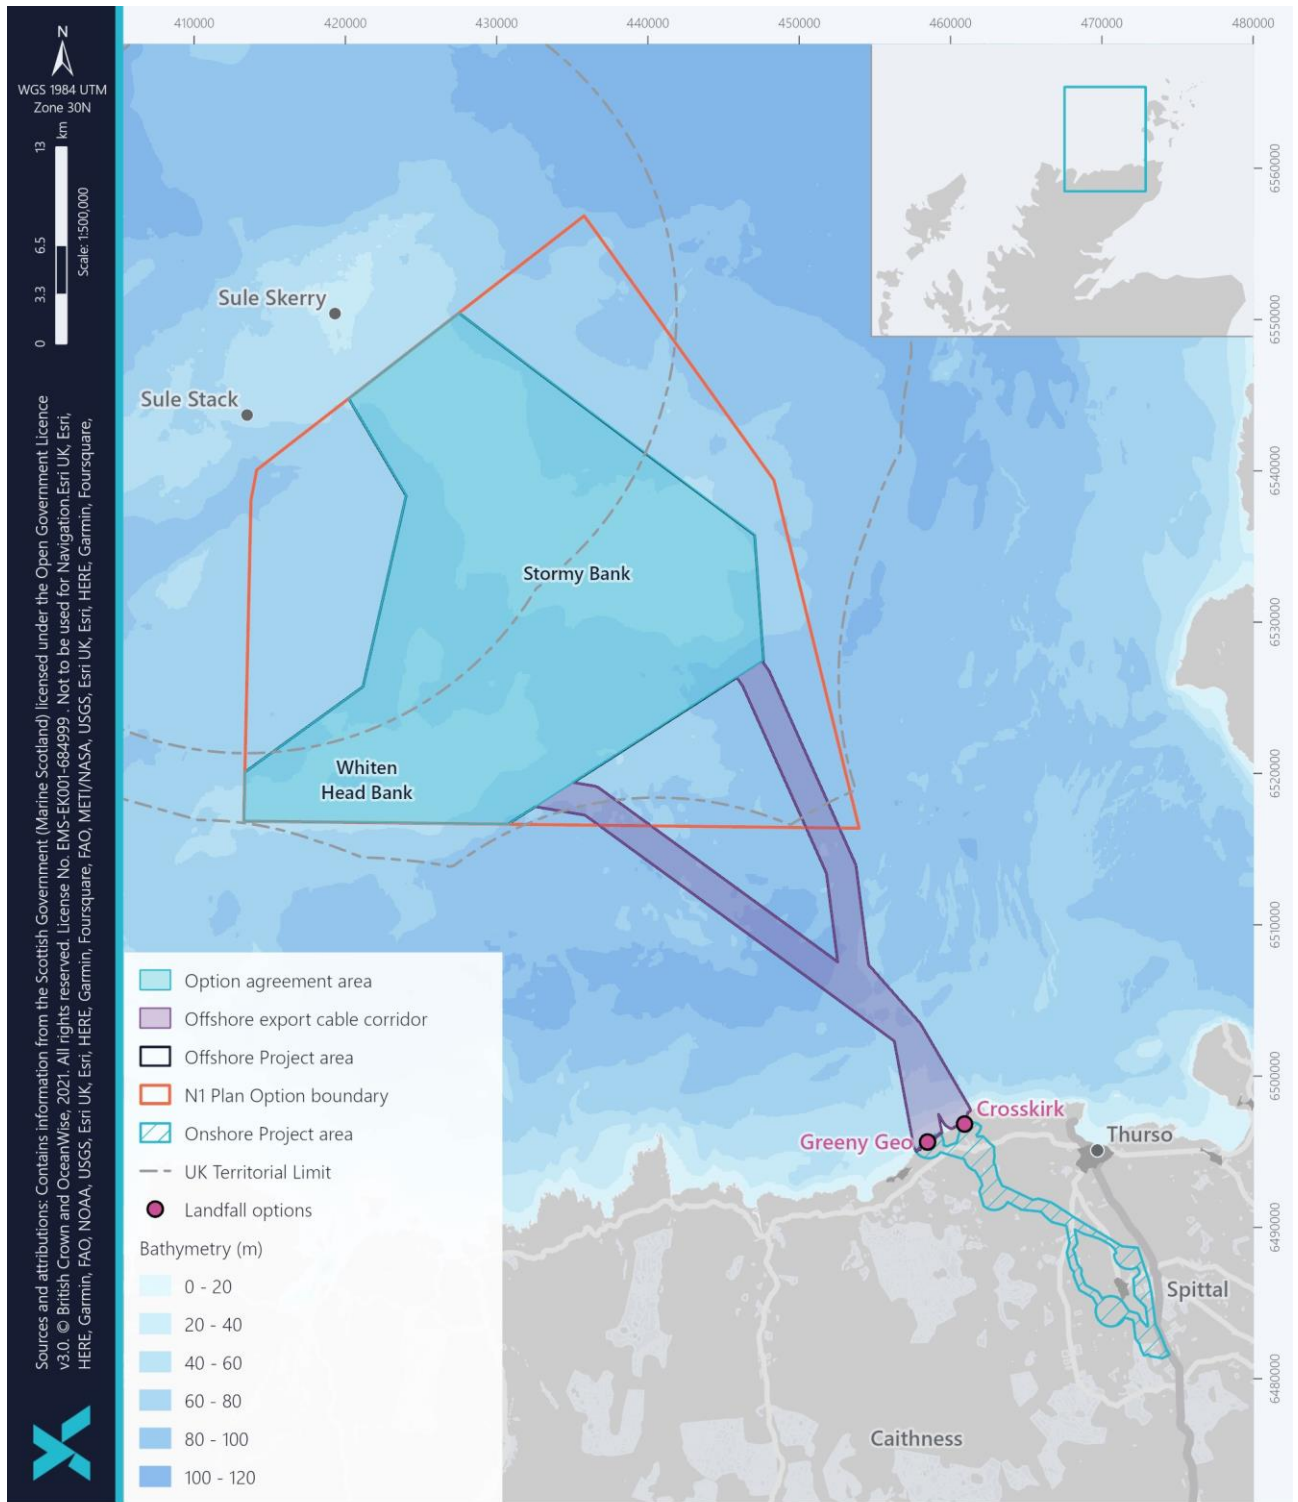 410000 420000 430000 440000 450000 460000 470000 480000
N
WGS 1984 UTM
Zone 30N
km
13
6.5
3.3
0
Scale: 1:500,000
Sources and attributions: Contains information from the Scottish Government (Marine Scotland) licensed under the Open Government Licence
v3.0. © British Crown and OceanWise, 2021. All rights reserved. License No. EMS-EK001-684999 . Not to be used for Navigation.Esri UK, Esri,
HERE, Garmin, FAO, NOAA, USGS, Esri UK, Esri, HERE, Garmin, Foursquare, FAO, METI/NASA, USGS, Esri UK, Esri, HERE, Garmin, Foursquare,
6560000
6550000
6540000
6530000
6520000
6510000
6500000
6490000
6480000
Sule Skerry
Sule Stack
Stormy Bank
Whiten
Head Bank
Crosskirk
Greeny Geo
Thurso
Spittal
Caithness
Option agreement area
Offshore export cable corridor
Offshore Project area
N1 Plan Option boundary
Onshore Project area
UK Territorial Limit
Landfall options
Bathymetry (m)
0 - 20
20 - 40
40 - 60
60 - 80
80 - 100
100 - 120